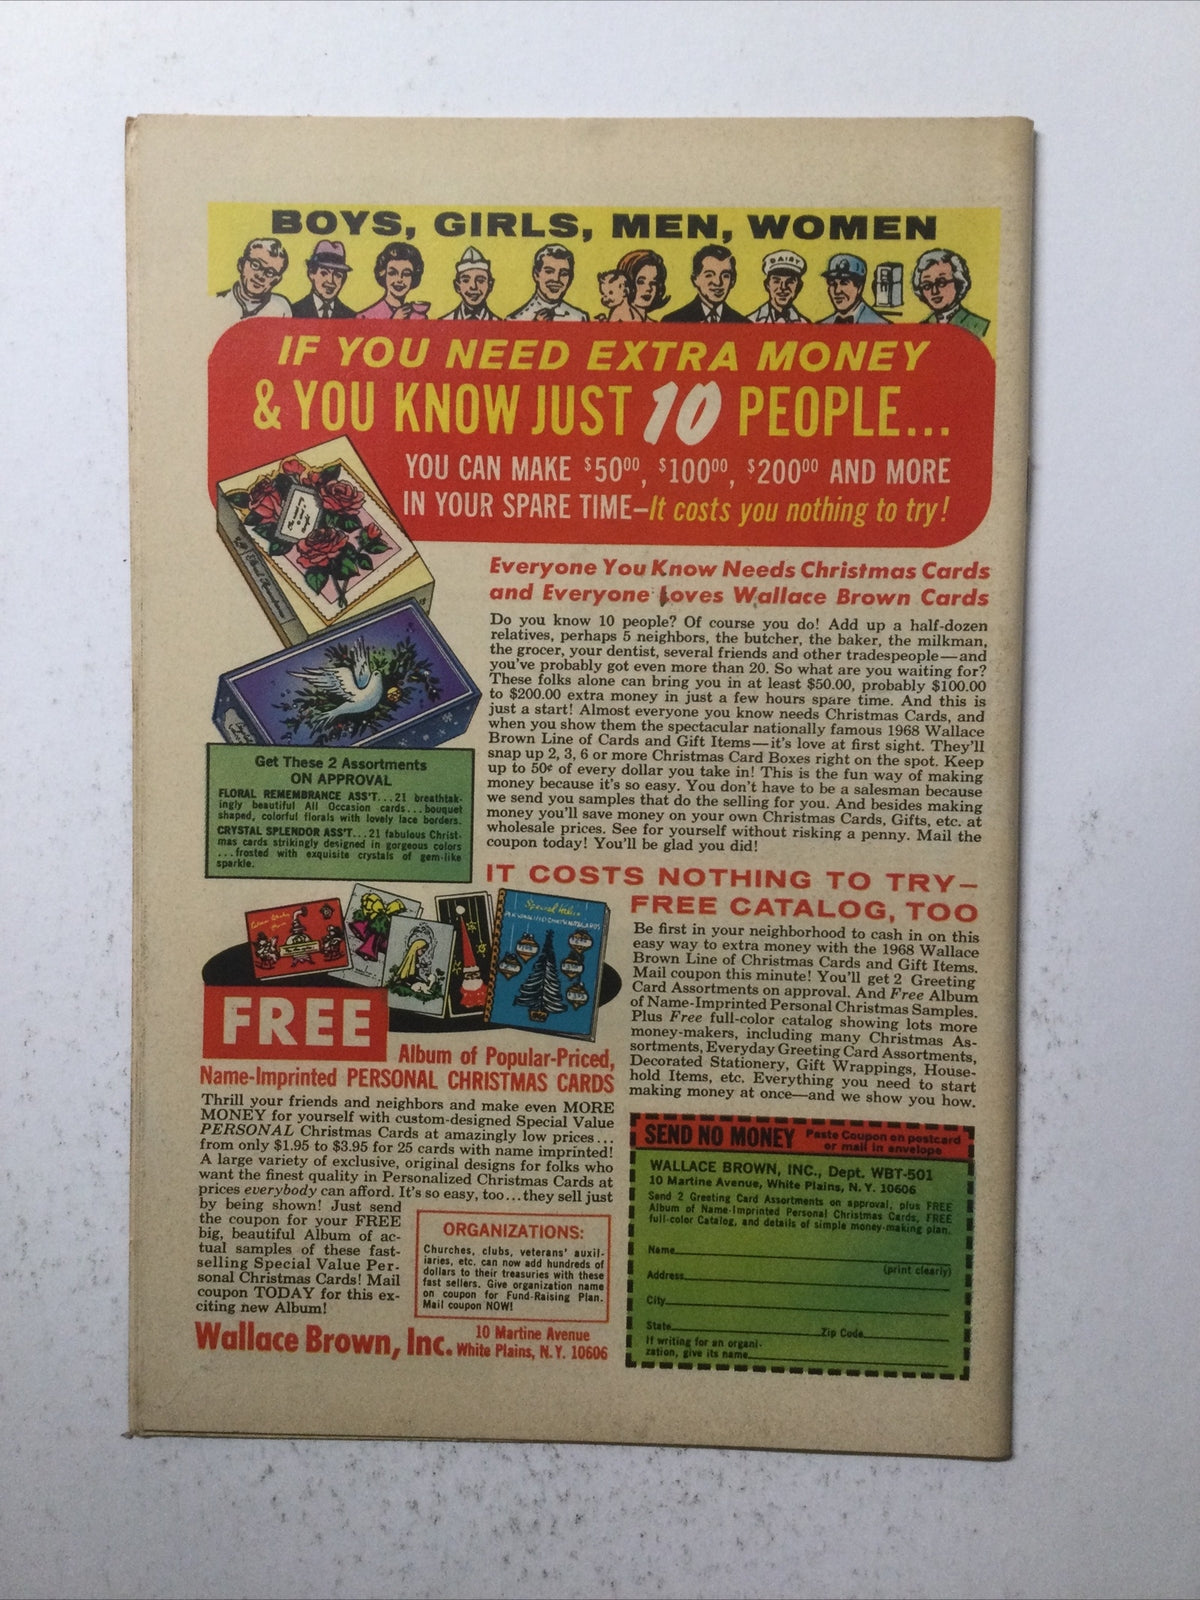 BOYS, GIRLS, MEN, WOMEN
DAIRY
IF YOU NEED EXTRA MONEY
& YOU KNOW JUST 10 PEOPLE...
YOU CAN MAKE $50⁰⁰, $100⁰⁰, $200⁰⁰ AND MORE
IN YOUR SPARE TIME—It costs you nothing to try!
Everyone You Know Needs Christmas Cards
and Everyone Loves Wallace Brown Cards
Do you know 10 people? Of course you do! Add up a half-dozen
relatives, perhaps 5 neighbors, the butcher, the baker, the milkman,
the grocer, your dentist, several friends and other tradespeople—and
you've probably got even more than 20. So what are you waiting for?
These folks alone can bring you in at least $50.00, probably $100.00
to $200.00 extra money in just a few hours spare time. And this is
just a start! Almost everyone you know needs Christmas Cards, and
when you show them the spectacular nationally famous 1968 Wallace
Brown Line of Cards and Gift Items—it's love at first sight. They'll
snap up 2, 3, 6 or more Christmas Card Boxes right on the spot. Keep
up to 50¢ of every dollar you take in! This is the fun way of making
money because it's so easy. You don't have to be a salesman because
we send you samples that do the selling for you. And besides making
money you'll save money on your own Christmas Cards, Gifts, etc. at
wholesale prices. See for yourself without risking a penny. Mail the
coupon today! You'll be glad you did!
Get These 2 Assortments
ON APPROVAL
FLORAL REMEMBRANCE ASS'T...21 breathtak-
ingly beautiful All Occasion cards...bouquet
shaped, colorful florals with lovely lace borders.
CRYSTAL SPLENDOR ASS'T...21 fabulous Christ-
mas cards strikingly designed in gorgeous colors
...frosted with exquisite crystals of gem-like
sparkle.
IT COSTS NOTHING TO TRY—
FREE CATALOG, TOO
Be first in your neighborhood to cash in on this
easy way to extra money with the 1968 Wallace
Brown Line of Christmas Cards and Gift Items.
Mail coupon this minute! You'll get 2 Greeting
Card Assortments on approval. And Free Album
of Name-Imprinted Personal Christmas Samples.
Plus Free full-color catalog showing lots more
money-makers, including many Christmas As-
sortments, Everyday Greeting Card Assortments,
Decorated Stationery, Gift Wrappings, House-
hold Items, etc. Everything you need to start
making money at once—and we show you how.
Special Value
PERSONALIZED CHRISTMAS CARDS
FREE
Album of Popular-Priced,
Name-Imprinted PERSONAL CHRISTMAS CARDS
Thrill your friends and neighbors and make even MORE
MONEY for yourself with custom-designed Special Value
PERSONAL Christmas Cards at amazingly low prices...
from only $1.95 to $3.95 for 25 cards with name imprinted!
A large variety of exclusive, original designs for folks who
want the finest quality in Personalized Christmas Cards at
prices everybody can afford. It's so easy, too...they sell just
by being shown! Just send
the coupon for your FREE
big, beautiful Album of ac-
tual samples of these fast-
selling Special Value Per-
sonal Christmas Cards! Mail
coupon TODAY for this ex-
citing new Album!
ORGANIZATIONS:
Churches, clubs, veterans' auxil-
iaries, etc. can now add hundreds of
dollars to their treasuries with these
fast sellers. Give organization name
on coupon for Fund-Raising Plan.
Mail coupon NOW!
Wallace Brown, Inc. 10 Martine Avenue
White Plains, N.Y. 10606
SEND NO MONEY Paste Coupon on postcard
or mail in envelope
WALLACE BROWN, INC., Dept. WBT-501
10 Martine Avenue, White Plains, N. Y. 10606
Send 2 Greeting Card Assortments on approval, plus FREE
Album of Name-Imprinted Personal Christmas Cards, FREE
full-color Catalog, and details of simple money-making plan.
Name
(print clearly)
Address
City
State Zip Code
If writing for an organi-
zation, give its name